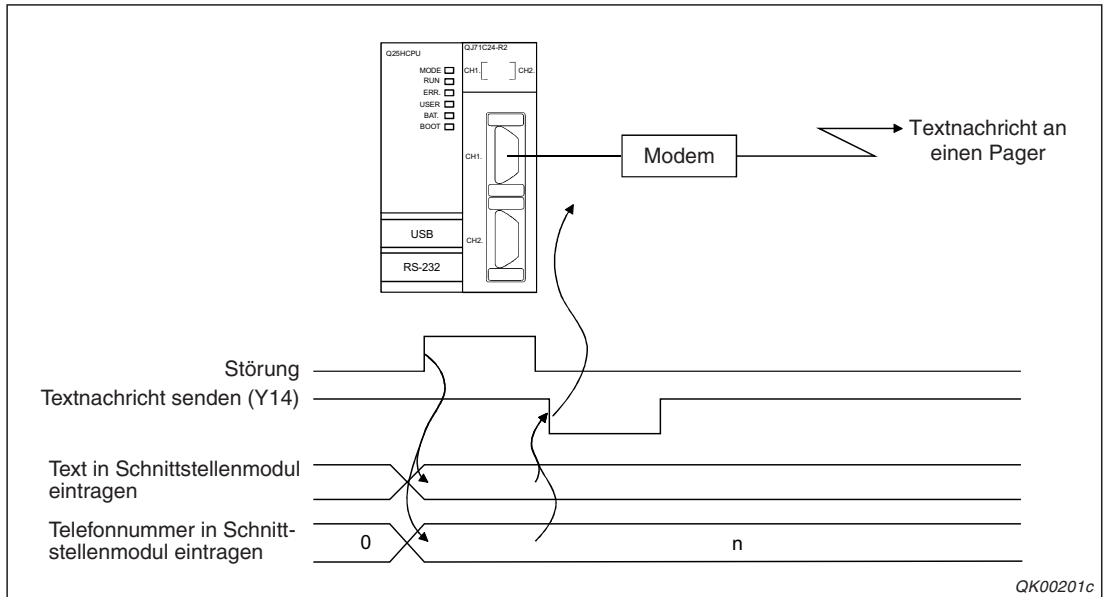 Q25HCPU
MODE
RUN
ERR.
USER
BAT.
BOOT
USB
RS-232
QJ71C24-R2
CH1. CH2.
CH1.
CH2.
Modem
Textnachricht an
einen Pager
Störung
Textnachricht senden (Y14)
Text in Schnittstellenmodul
eintragen
Telefonnummer in Schnitt-
stellenmodul eintragen
0 n
QK00201c